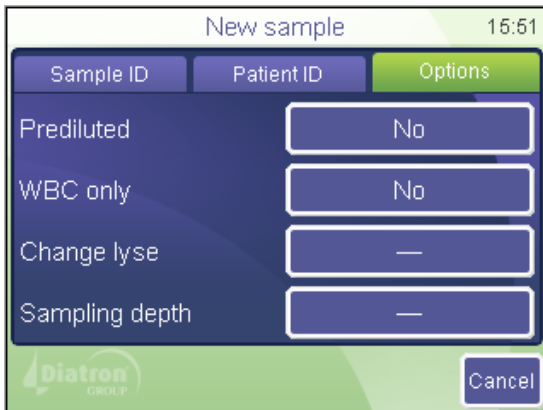 New sample 15:51
Sample ID Patient ID Options
Prediluted No
WBC only No
Change lyse —
Sampling depth —
Diatron
GROUP
Cancel